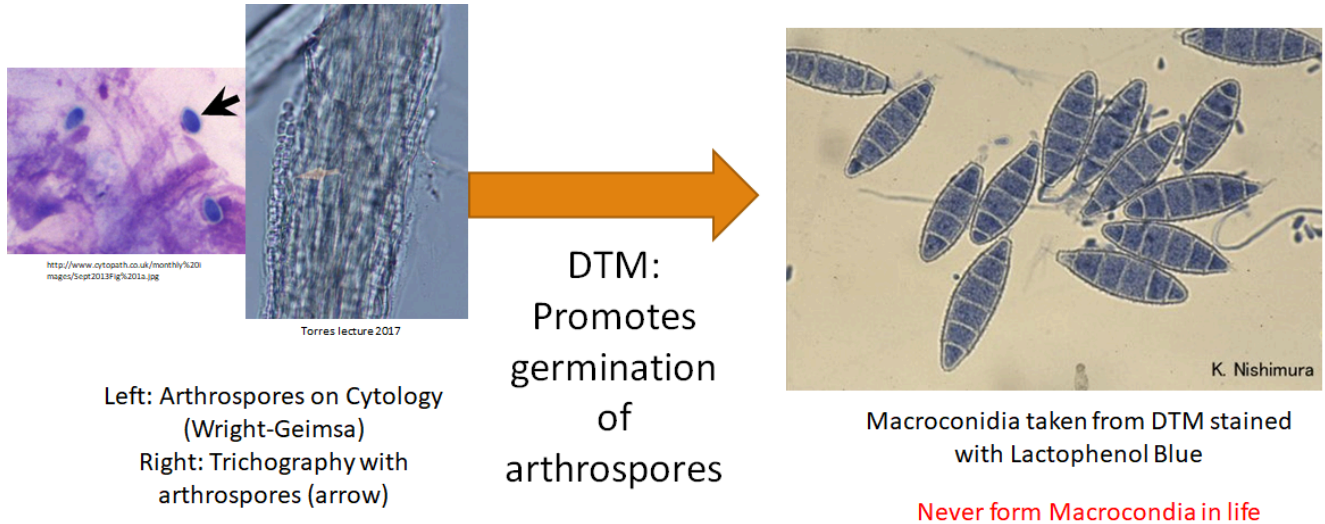 http://www.cytopath.co.uk/monthly%20i
mages/Sept2013Fig%201a.jpg
Torres lecture 2017
Left: Arthrospores on Cytology
(Wright-Geimsa)
Right: Trichography with
arthrospores (arrow)
DTM:
Promotes
germination
of
arthrospores
K. Nishimura
Macroconidia taken from DTM stained
with Lactophenol Blue
Never form Macrocondia in life